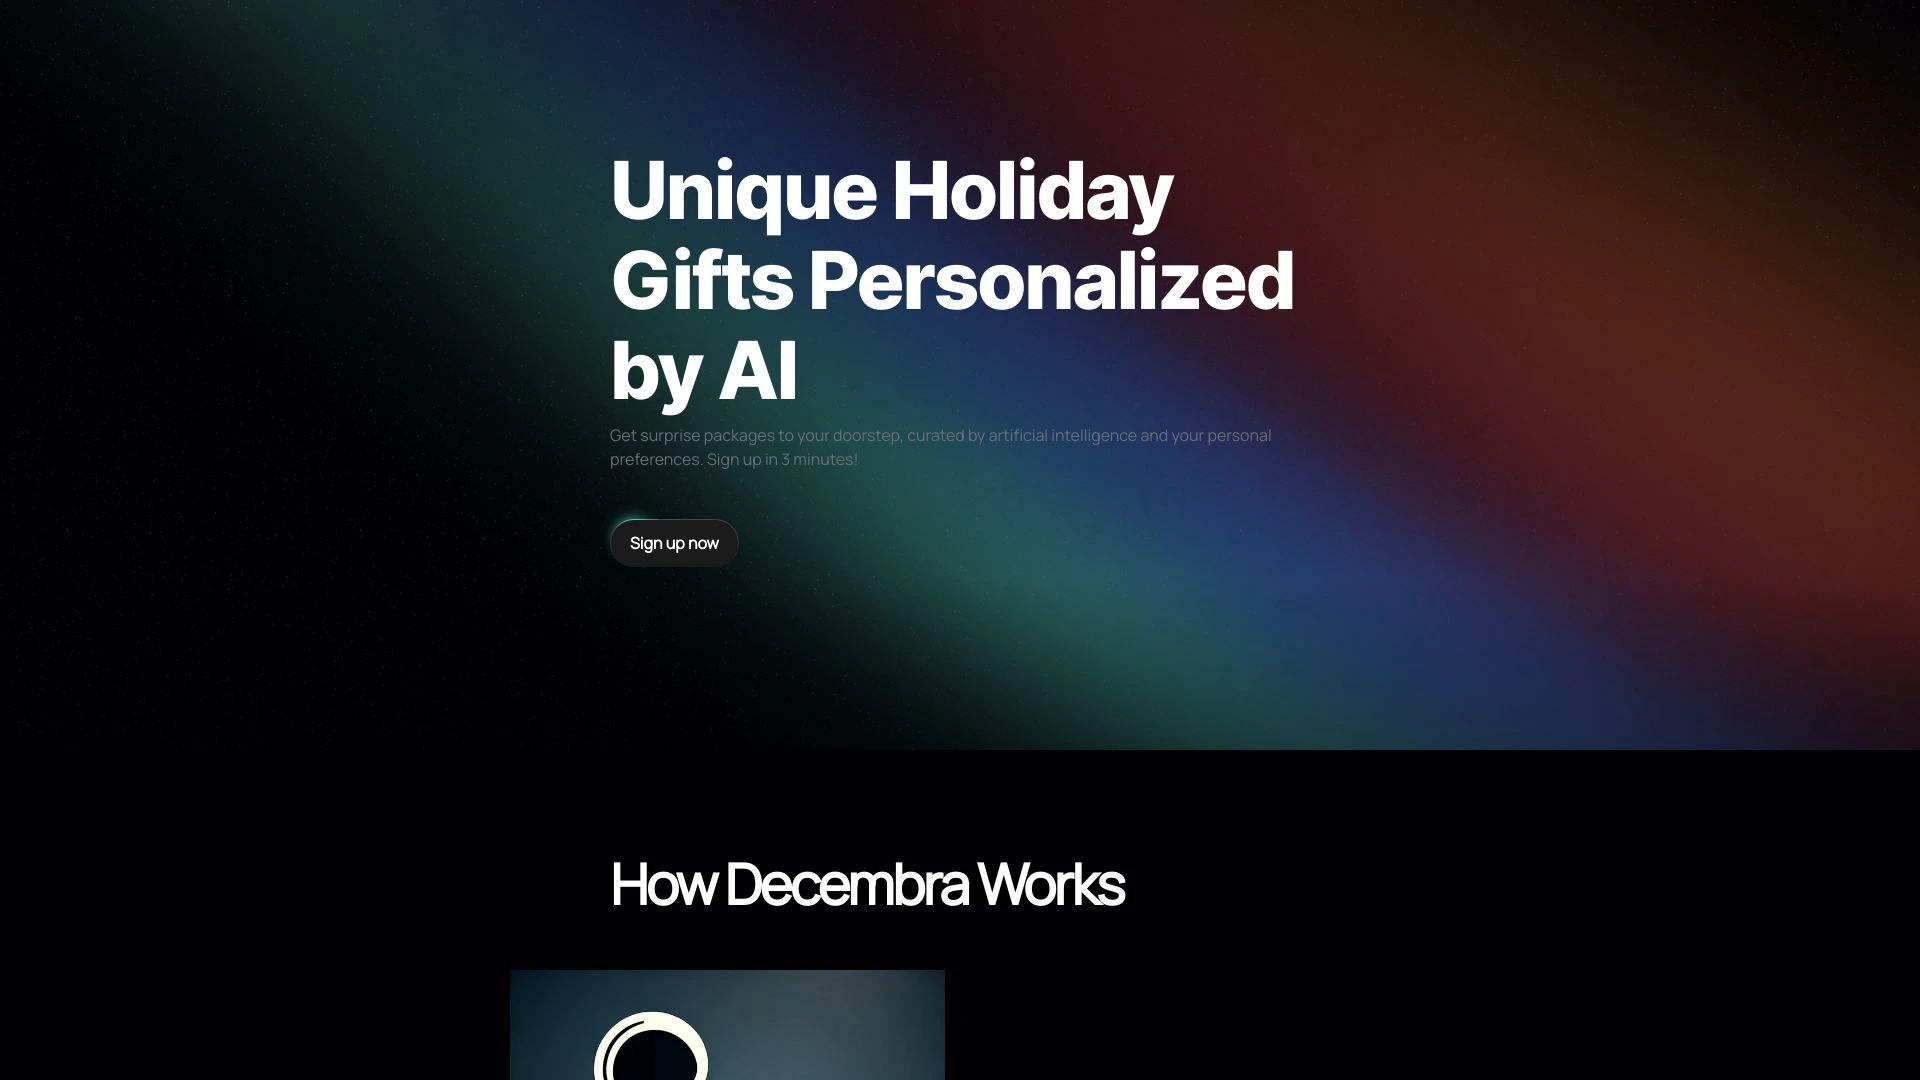 Unique Holiday
Gifts Personalized
by AI
Get surprise packages to your doorstep, curated by artificial intelligence and your personal
preferences. Sign up in 3 minutes!
Sign up now
How Decembra Works